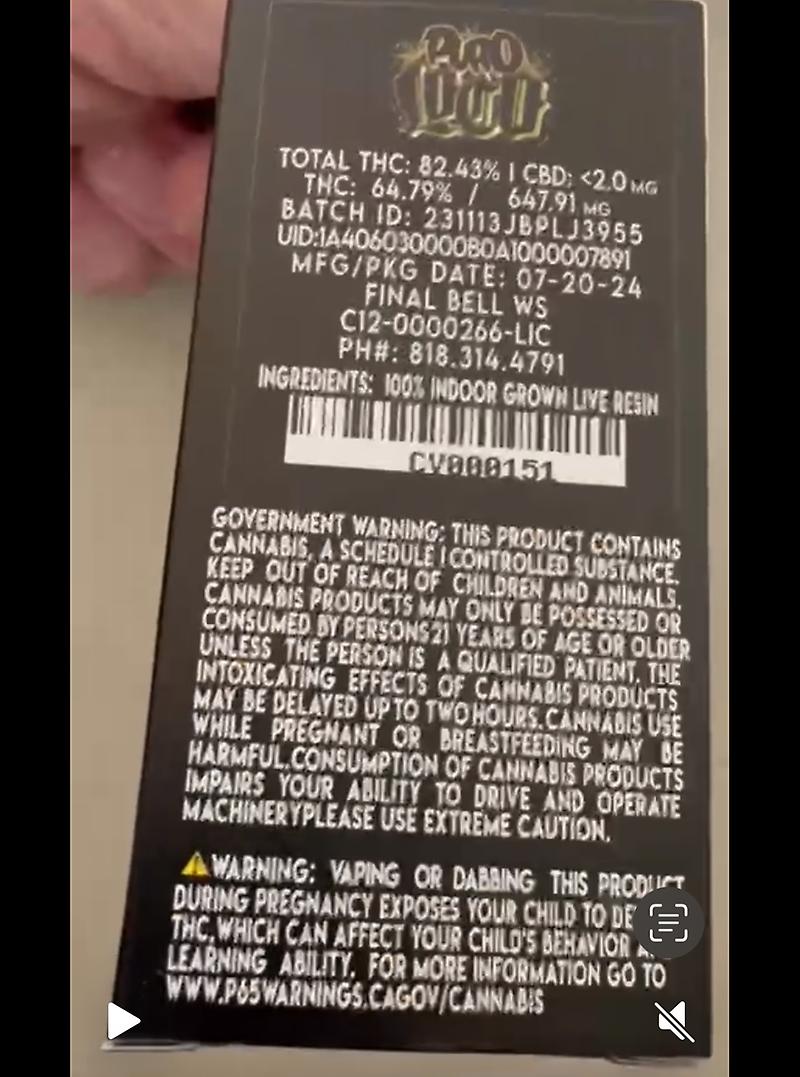 PURO
LOCO
TOTAL THC: 82.43% | CBD: <2.0 MG
THC: 64.79% / 647.91 MG
BATCH ID: 231113JBPLJ3955
UID:1A406030000B0A1000007891
MFG/PKG DATE: 07-20-24
FINAL BELL WS
C12-0000266-LIC
PH#: 818.314.4791
INGREDIENTS: 100% INDOOR GROWN LIVE RESIN
CV000151
GOVERNMENT WARNING: THIS PRODUCT CONTAINS
CANNABIS, A SCHEDULE I CONTROLLED SUBSTANCE.
KEEP OUT OF REACH OF CHILDREN AND ANIMALS.
CANNABIS PRODUCTS MAY ONLY BE POSSESSED OR
CONSUMED BY PERSONS 21 YEARS OF AGE OR OLDER
UNLESS THE PERSON IS A QUALIFIED PATIENT. THE
INTOXICATING EFFECTS OF CANNABIS PRODUCTS
MAY BE DELAYED UP TO TWO HOURS. CANNABIS USE
WHILE PREGNANT OR BREASTFEEDING MAY BE
HARMFUL.CONSUMPTION OF CANNABIS PRODUCTS
IMPAIRS YOUR ABILITY TO DRIVE AND OPERATE
MACHINERYPLEASE USE EXTREME CAUTION.
⚠WARNING: VAPING OR DABBING THIS PRODUCT
DURING PREGNANCY EXPOSES YOUR CHILD TO
THC.WHICH CAN AFFECT YOUR CHILD'S BEHAVIOR
LEARNING ABILITY. FOR MORE INFORMATION GO TO
WWW.P65WARNINGS.CAGOV/CANNABIS